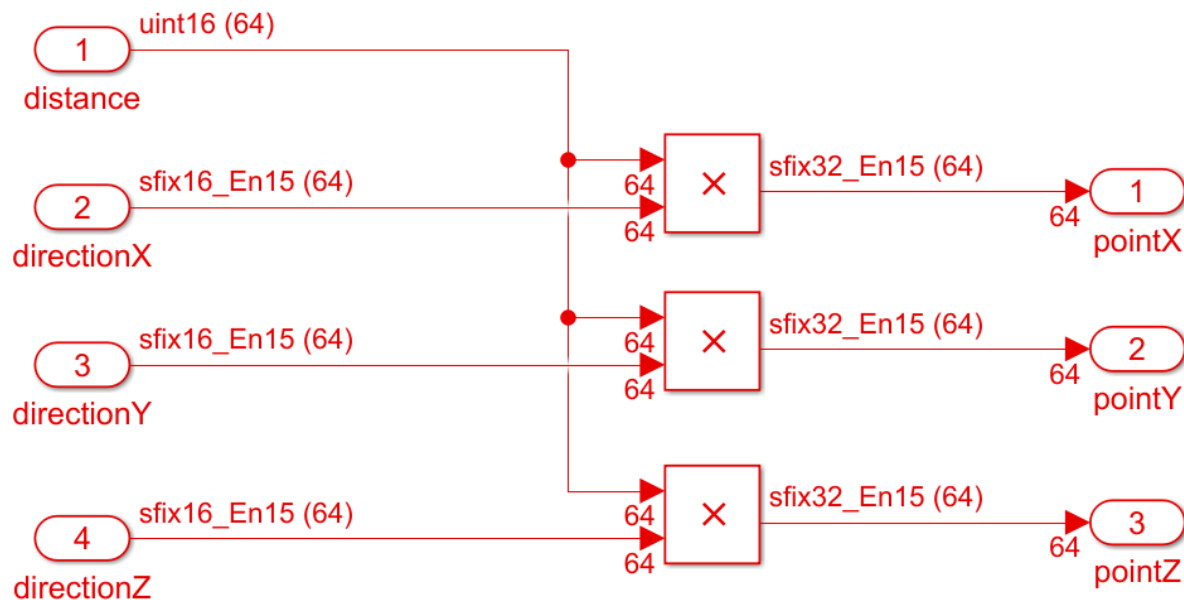 uint16 (64)
1
distance
sfix16_En15 (64)
2
directionX
64
64
×
sfix32_En15 (64)
64
1
pointX
sfix16_En15 (64)
3
directionY
64
64
×
sfix32_En15 (64)
64
2
pointY
sfix16_En15 (64)
4
directionZ
64
64
×
sfix32_En15 (64)
64
3
pointZ